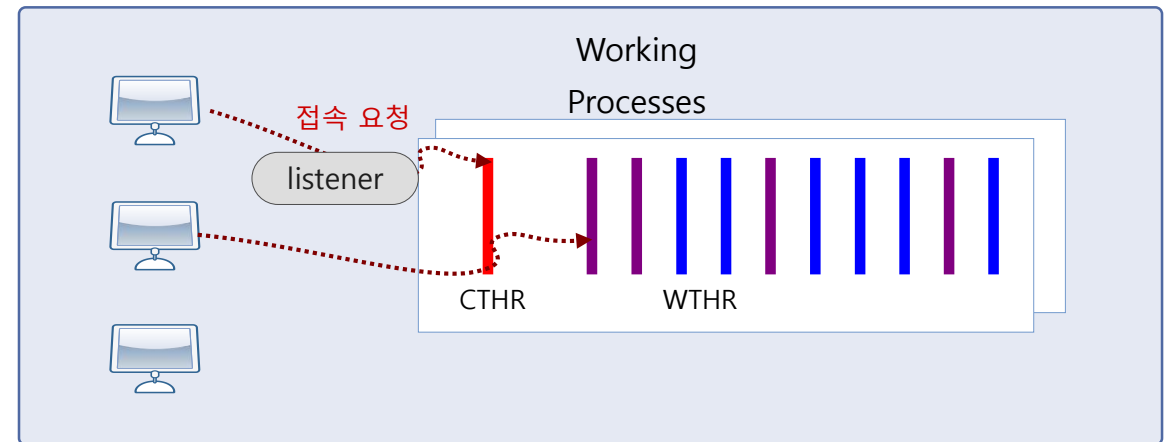 Working
Processes
접속 요청
listener
CTHR
WTHR